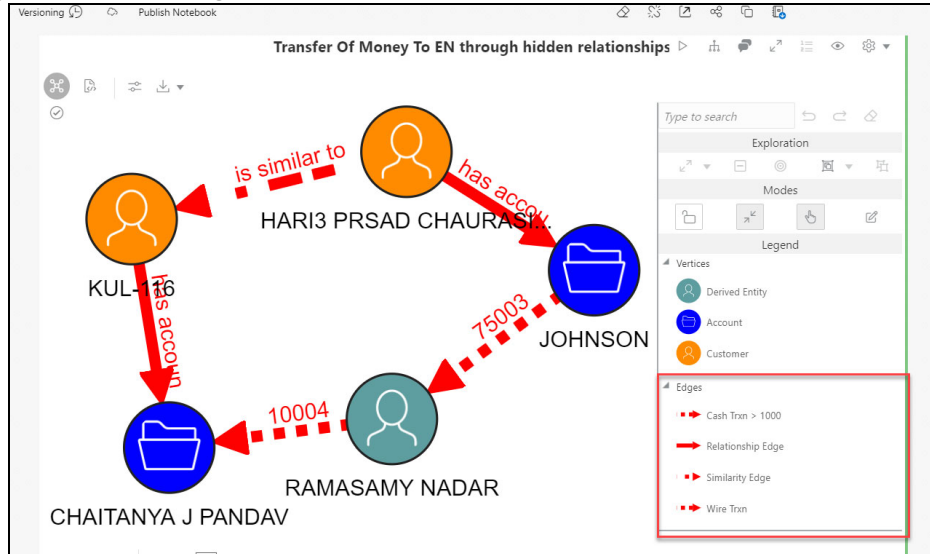 Versioning
Publish Notebook
Transfer Of Money To EN through hidden relationships
Type to search
Exploration
Modes
Legend
Vertices
Derived Entity
Account
Customer
Edges
Cash Trxn > 1000
Relationship Edge
Similarity Edge
Wire Trxn
is similar to
has accou
HARI3 PRSAD CHAURASI...
KUL-116
has accoun
75003
JOHNSON
10004
RAMASAMY NADAR
CHAITANYA J PANDAV